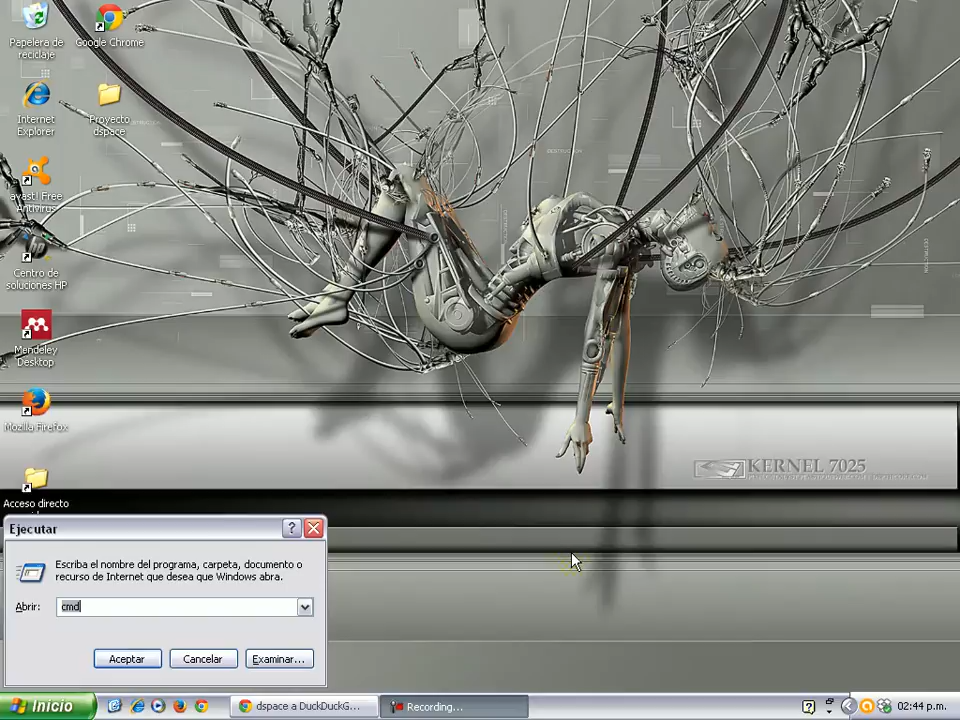 Papelera de
reciclaje
Google Chrome
Internet
Explorer
Proyecto
dspace
avast! Free
Antivirus
Centro de
soluciones HP
Mendeley
Desktop
Mozilla Firefox
Acceso directo
KERNEL 7025
Ejecutar
Escriba el nombre del programa, carpeta, documento o
recurso de Internet que desea que Windows abra.
Abrir: cmd
Aceptar Cancelar Examinar...
Inicio dspace a DuckDuckG... Recording... 02:44 p.m.